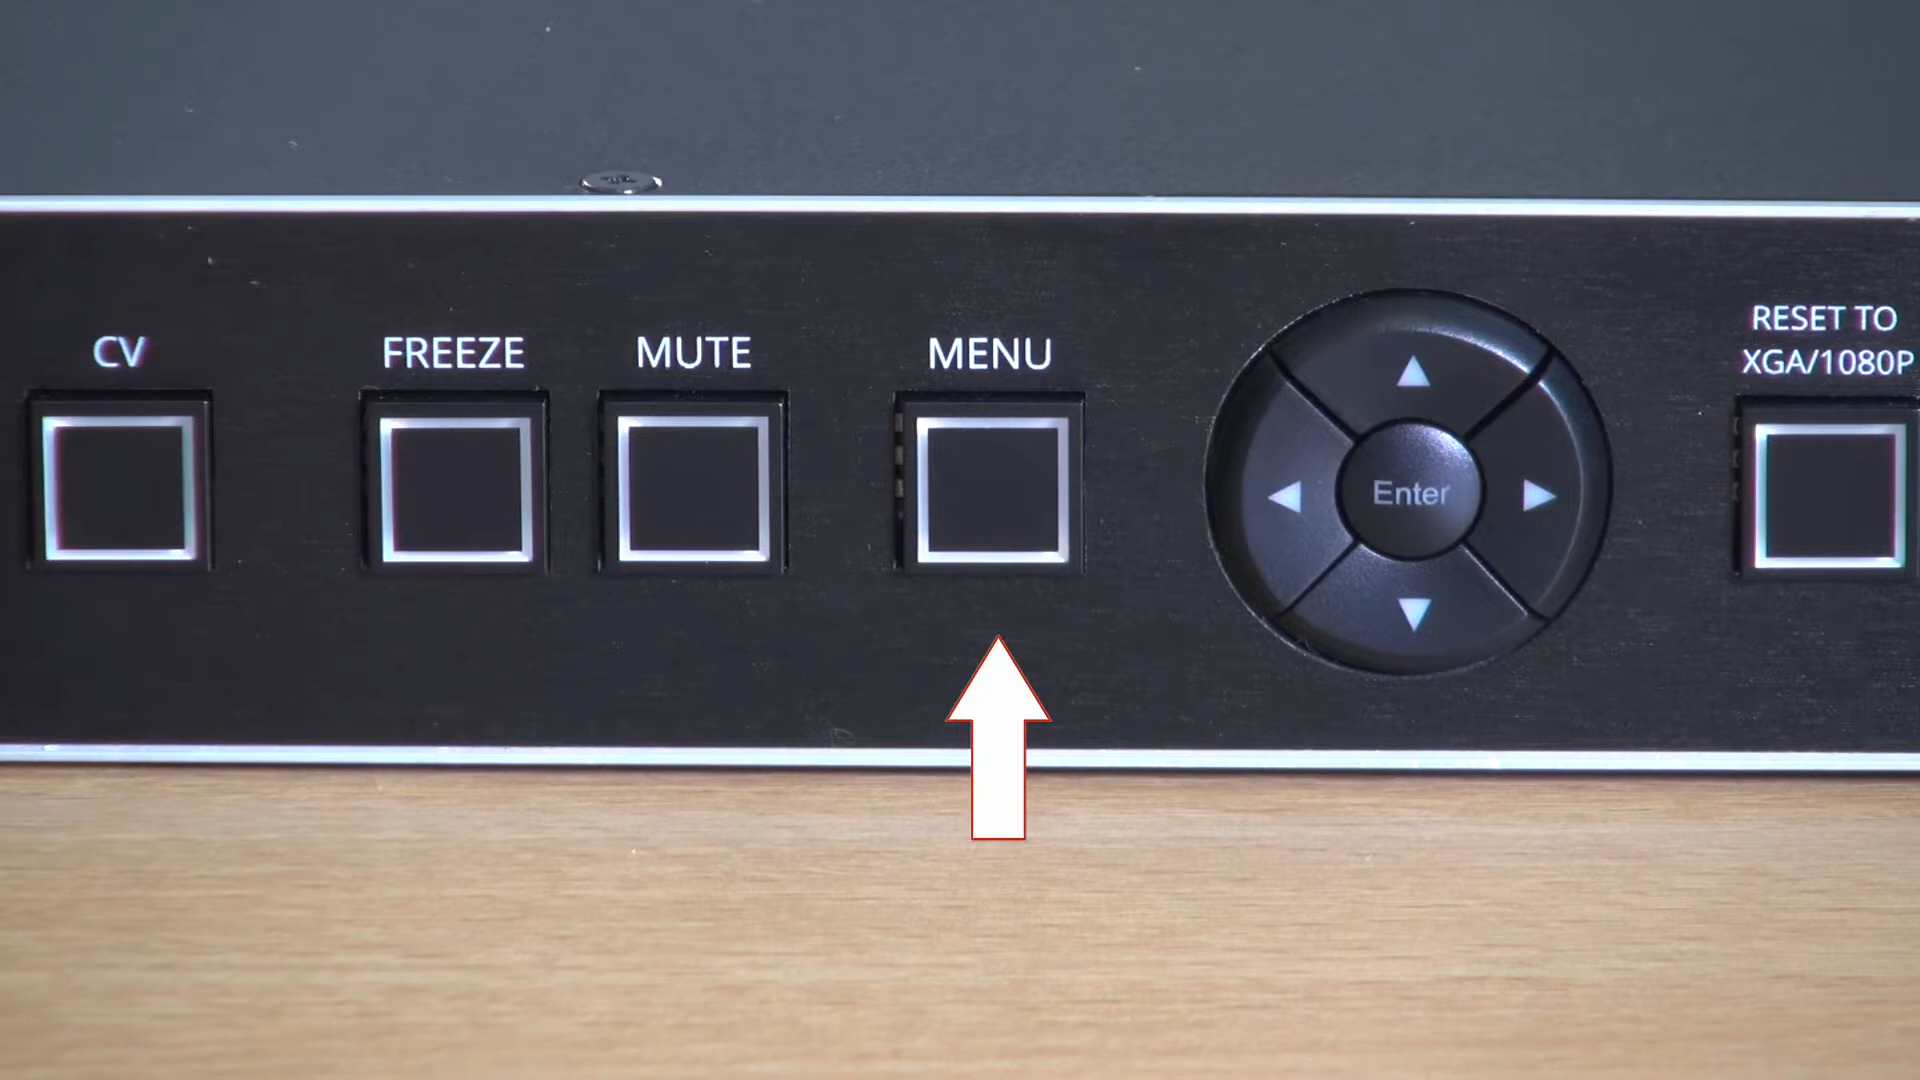 CV
FREEZE
MUTE
MENU
Enter
RESET TO
XGA/1080P